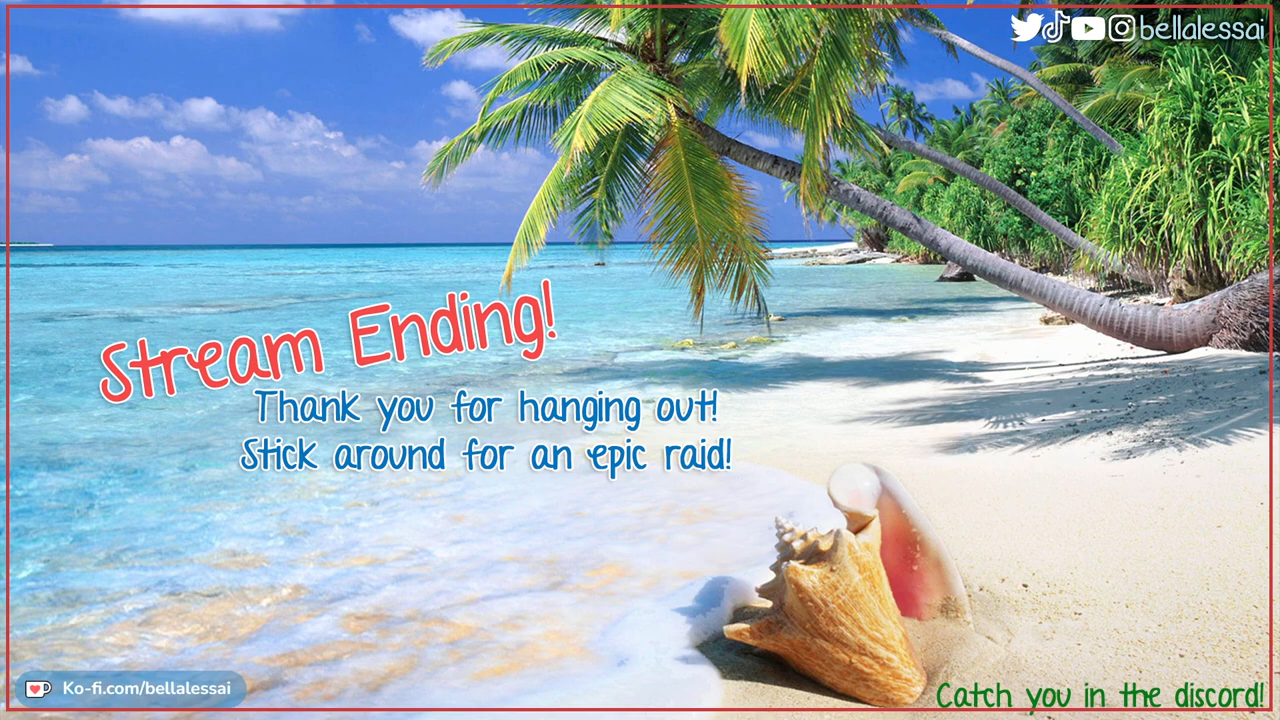 bellalessai
Stream Ending!
Thank you for hanging out!
Stick around for an epic raid!
Ko-fi.com/bellalessai
Catch you in the discord!